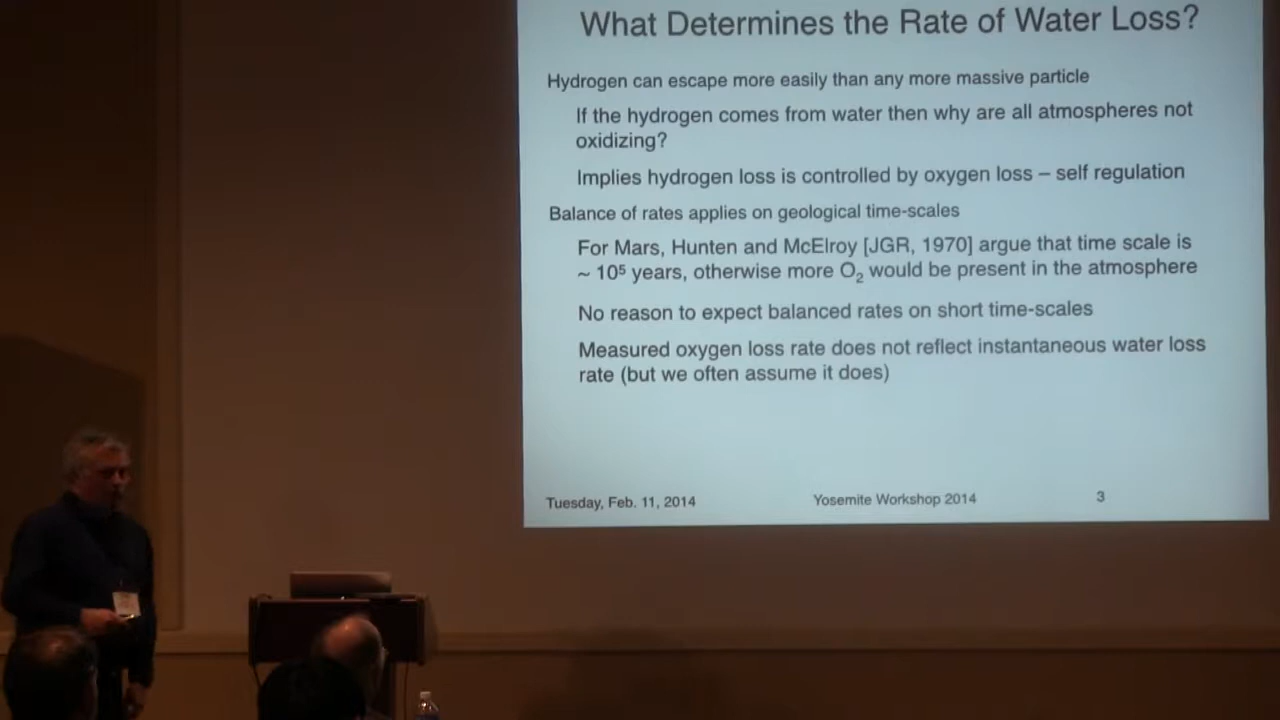 What Determines the Rate of Water Loss?
Hydrogen can escape more easily than any more massive particle
If the hydrogen comes from water then why are all atmospheres not
oxidizing?
Implies hydrogen loss is controlled by oxygen loss – self regulation
Balance of rates applies on geological time-scales
For Mars, Hunten and McElroy [JGR, 1970] argue that time scale is
~ 10⁵ years, otherwise more O₂ would be present in the atmosphere
No reason to expect balanced rates on short time-scales
Measured oxygen loss rate does not reflect instantaneous water loss
rate (but we often assume it does)
Tuesday, Feb. 11, 2014 Yosemite Workshop 2014 3